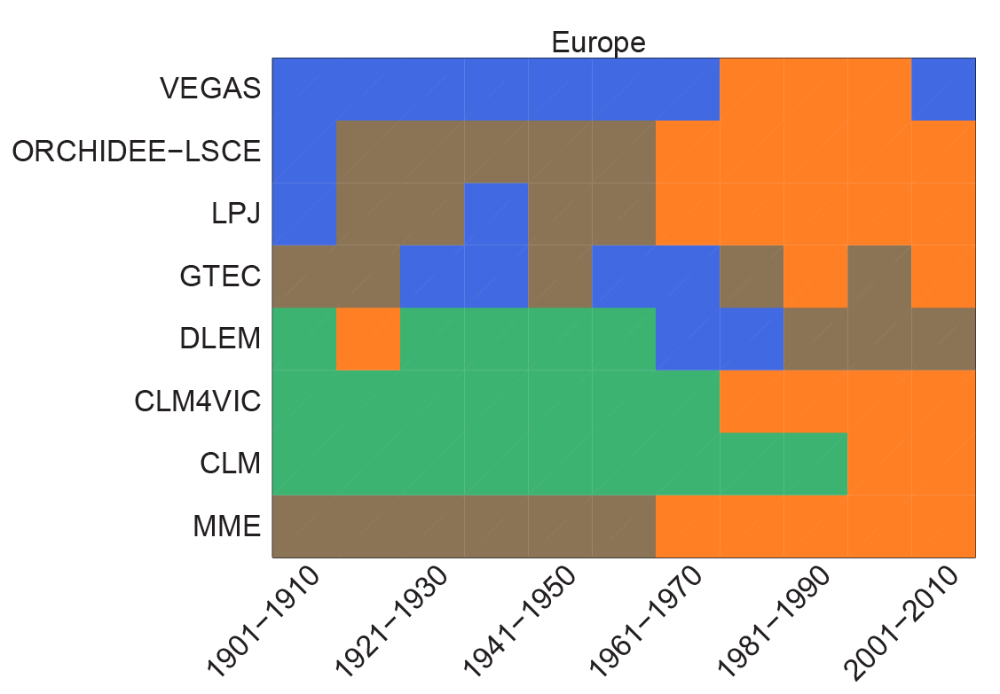 Europe
VEGAS
ORCHIDEE−LSCE
LPJ
GTEC
DLEM
CLM4VIC
CLM
MME
1901−1910
1921−1930
1941−1950
1961−1970
1981−1990
2001−2010